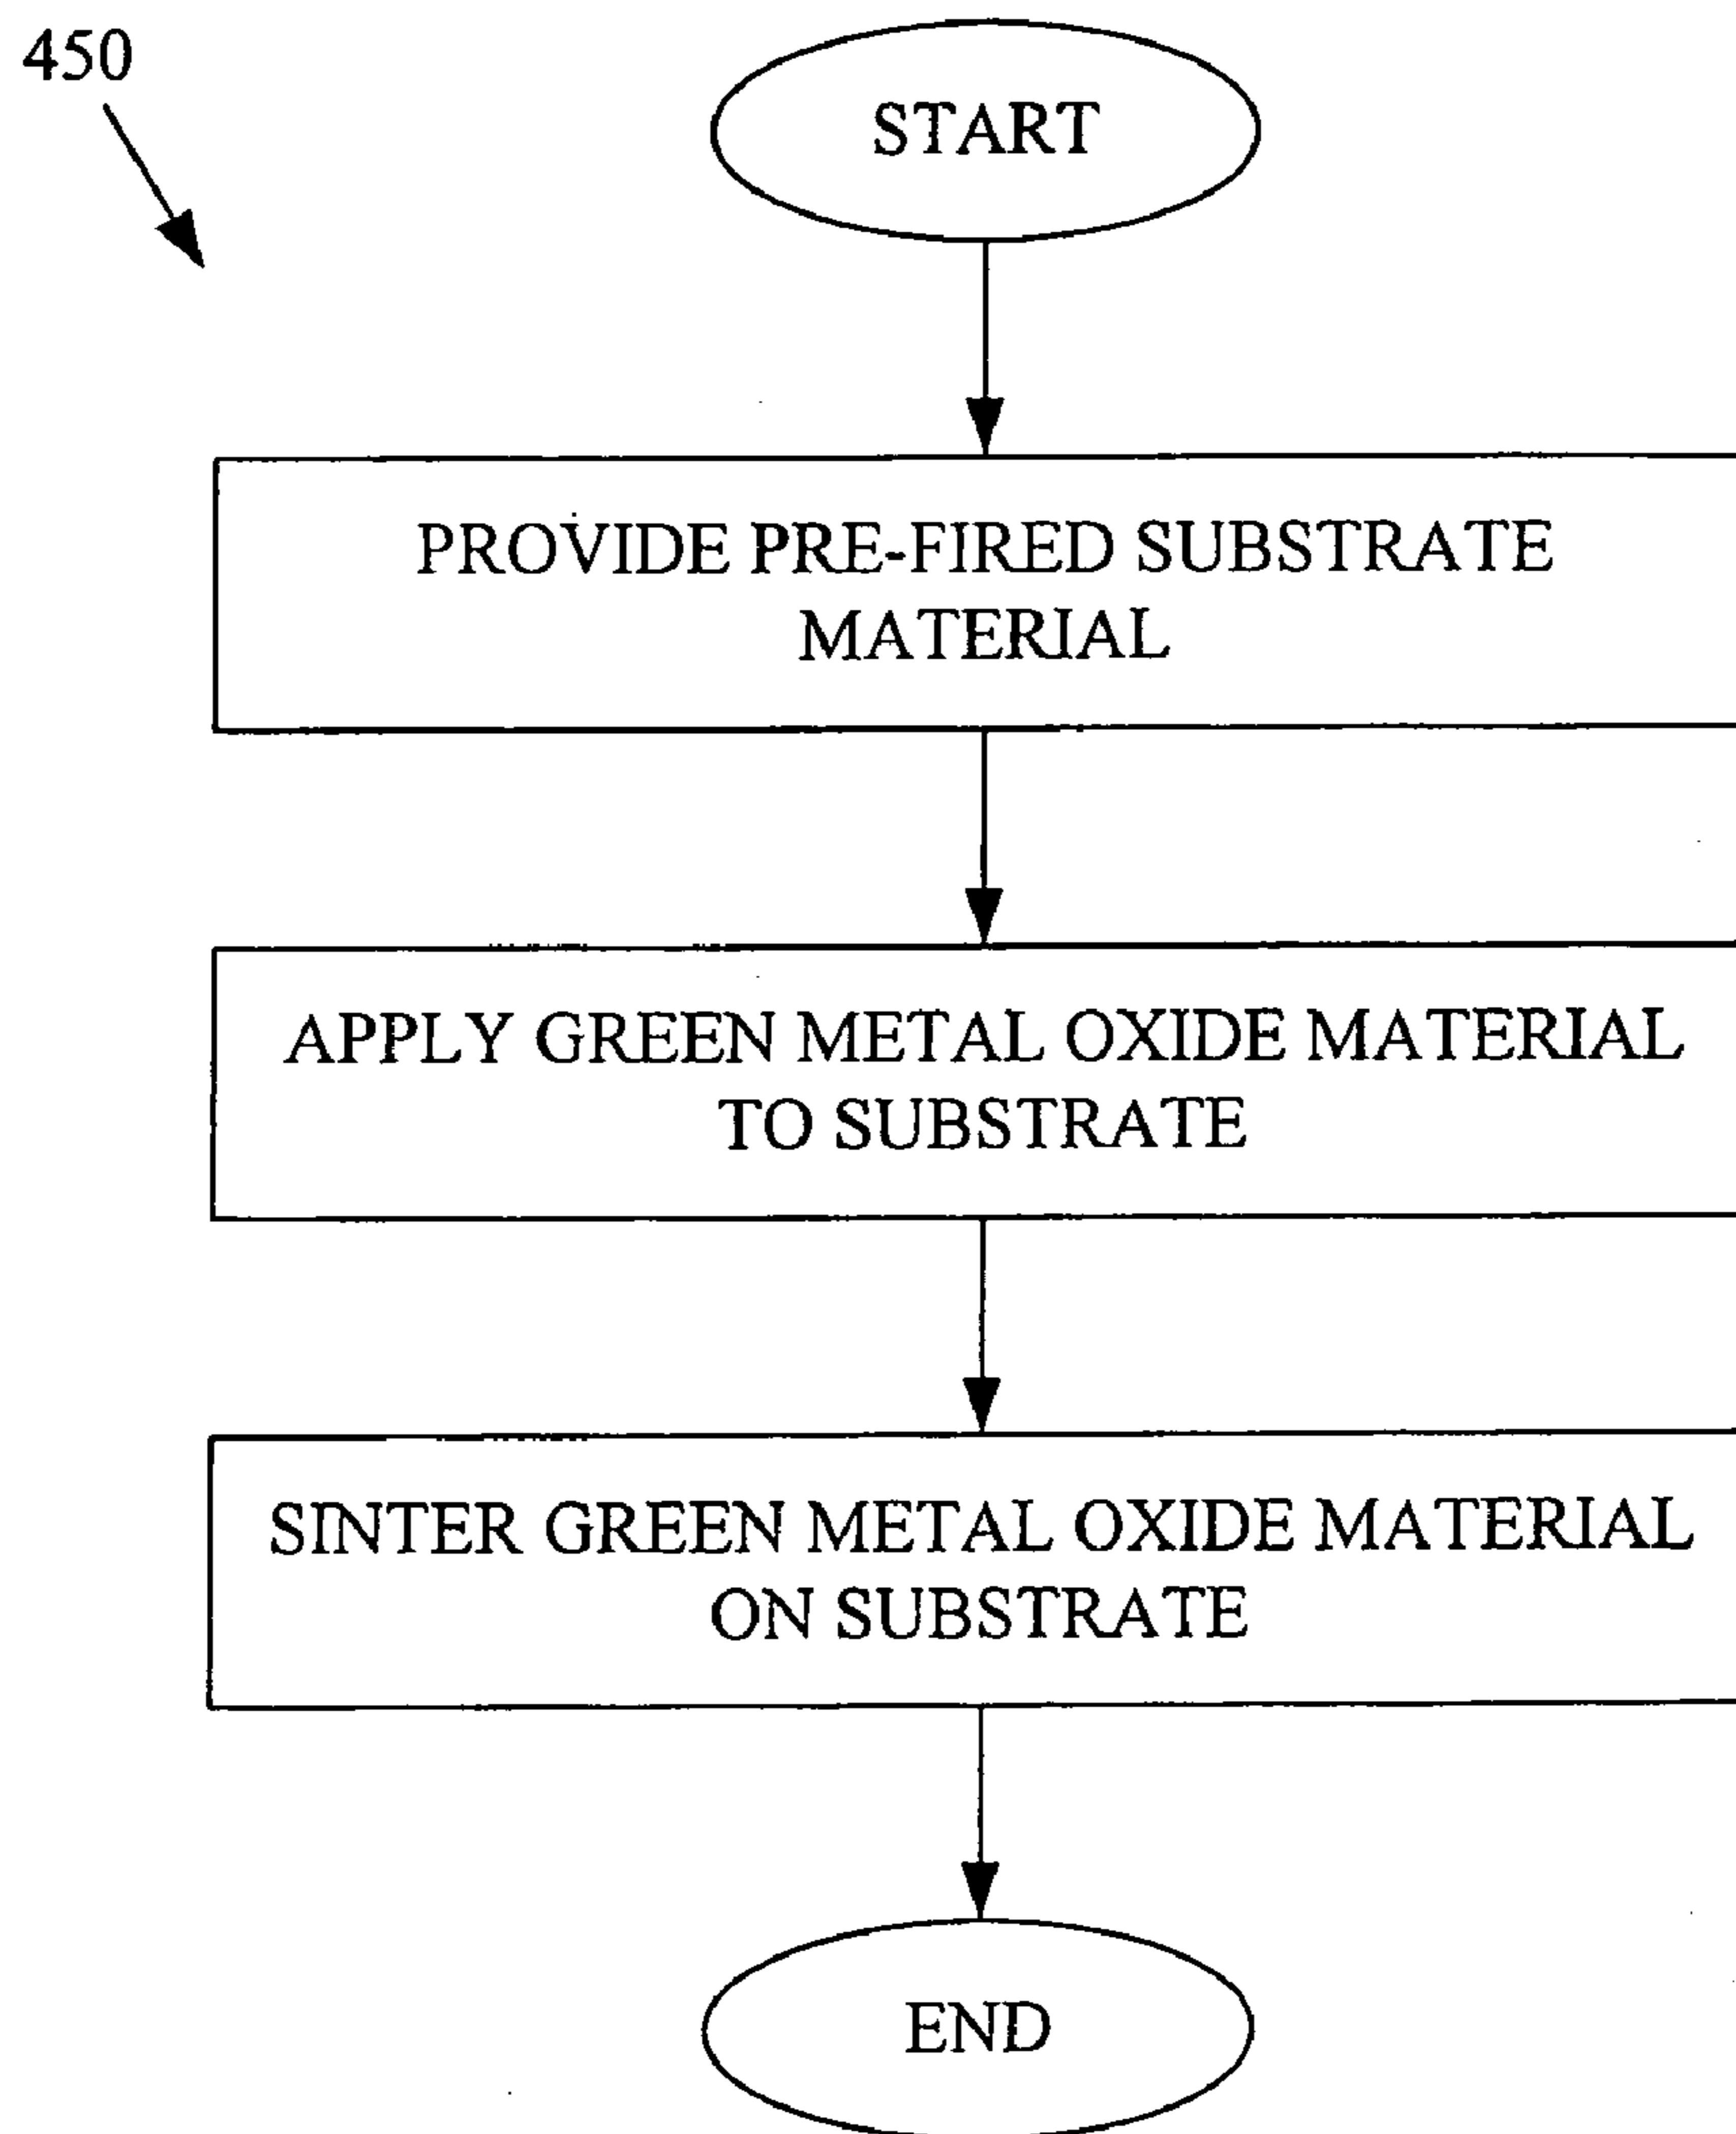 450
START
PROVIDE PRE-FIRED SUBSTRATE
MATERIAL
APPLY GREEN METAL OXIDE MATERIAL
TO SUBSTRATE
SINTER GREEN METAL OXIDE MATERIAL
ON SUBSTRATE
END